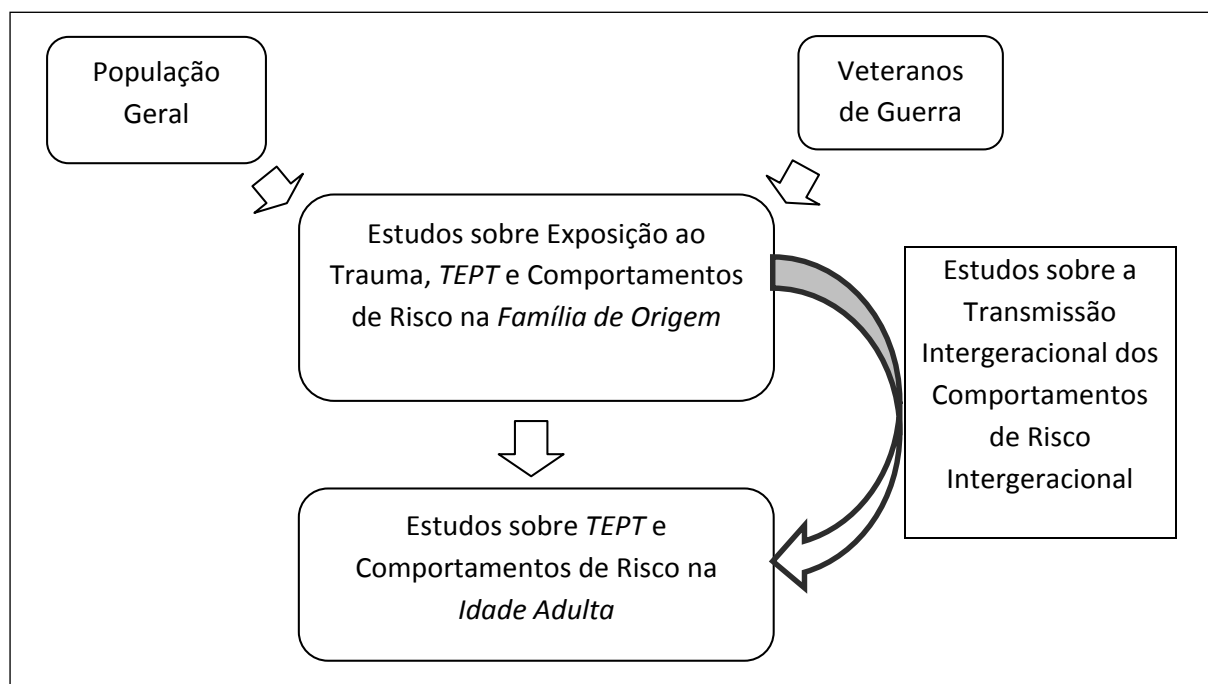 População
Geral
Veteranos
de Guerra
Estudos sobre Exposição ao
Trauma, TEPT e Comportamentos
de Risco na Família de Origem
Estudos sobre a
Transmissão
Intergeracional dos
Comportamentos
de Risco
Intergeracional
Estudos sobre TEPT e
Comportamentos de Risco na
Idade Adulta